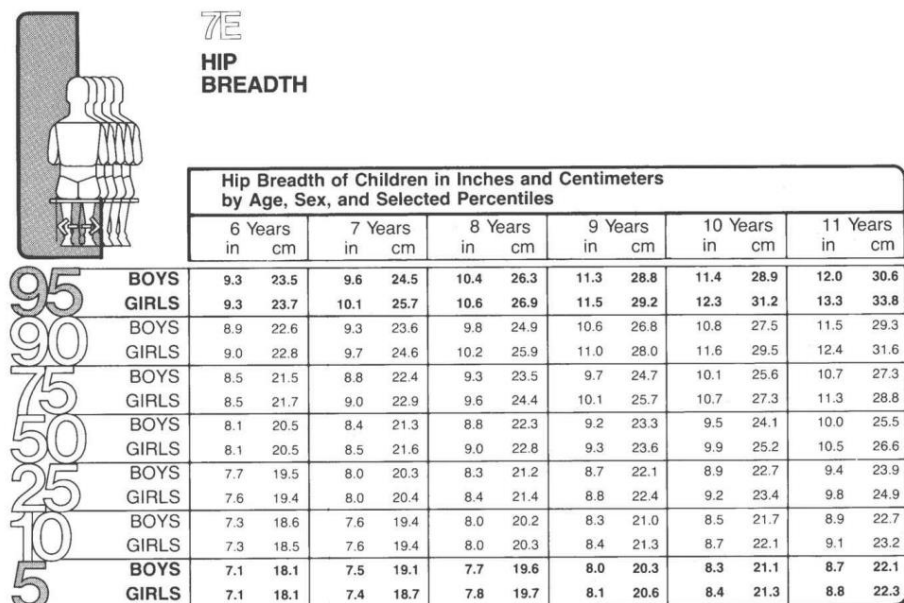 7E
HIP
BREADTH
Hip Breadth of Children in Inches and Centimeters
by Age, Sex, and Selected Percentiles
6 Years 7 Years 8 Years 9 Years 10 Years 11 Years
in cm in cm in cm in cm in cm in cm
95 BOYS 9.3 23.5 9.6 24.5 10.4 26.3 11.3 28.8 11.4 28.9 12.0 30.6
GIRLS 9.3 23.7 10.1 25.7 10.6 26.9 11.5 29.2 12.3 31.2 13.3 33.8
90 BOYS 8.9 22.6 9.3 23.6 9.8 24.9 10.6 26.8 10.8 27.5 11.5 29.3
GIRLS 9.0 22.8 9.7 24.6 10.2 25.9 11.0 28.0 11.6 29.5 12.4 31.6
75 BOYS 8.5 21.5 8.8 22.4 9.3 23.5 9.7 24.7 10.1 25.6 10.7 27.3
GIRLS 8.5 21.7 9.0 22.9 9.6 24.4 10.1 25.7 10.7 27.3 11.3 28.8
50 BOYS 8.1 20.5 8.4 21.3 8.8 22.3 9.2 23.3 9.5 24.1 10.0 25.5
GIRLS 8.1 20.5 8.5 21.6 9.0 22.8 9.3 23.6 9.9 25.2 10.5 26.6
25 BOYS 7.7 19.5 8.0 20.3 8.3 21.2 8.7 22.1 8.9 22.7 9.4 23.9
GIRLS 7.6 19.4 8.0 20.4 8.4 21.4 8.8 22.4 9.2 23.4 9.8 24.9
10 BOYS 7.3 18.6 7.6 19.4 8.0 20.2 8.3 21.0 8.5 21.7 8.9 22.7
GIRLS 7.3 18.5 7.6 19.4 8.0 20.3 8.4 21.3 8.7 22.1 9.1 23.2
5 BOYS 7.1 18.1 7.5 19.1 7.7 19.6 8.0 20.3 8.3 21.1 8.7 22.1
GIRLS 7.1 18.1 7.4 18.7 7.8 19.7 8.1 20.6 8.4 21.3 8.8 22.3